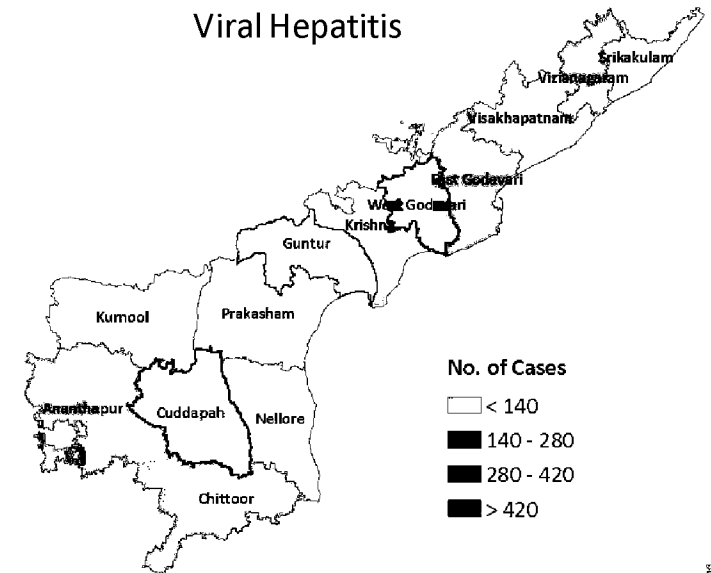 Viral Hepatitis
Srikakulam
Vizianagaram
Visakhapatnam
East Godavari
West Godavari
Krishna
Guntur
Prakasham
Kurnool
Ananthapur
Cuddapah
Nellore
Chittoor
No. of Cases
< 140
140 - 280
280 - 420
> 420